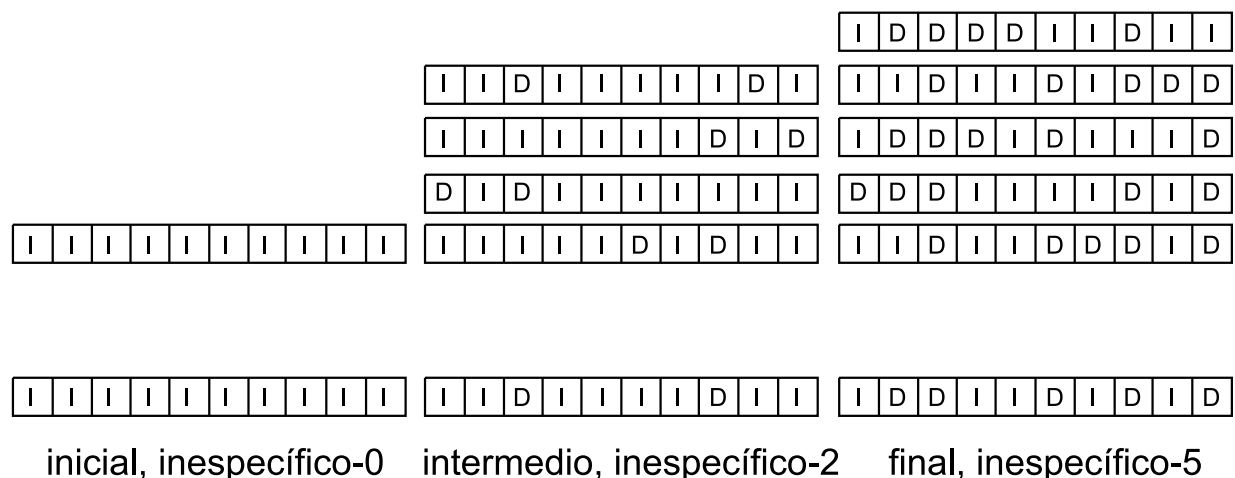 I D D D D I I D I I
I I D I I I I I D I I I D I I D I D D D
I I I I I I I D I D I D D D I D I I I D
D I D I I I I I I I D D D I I I I D I D
I I I I I I I I I I I I I I I D I D I I I I D I I D D D I D
I I I I I I I I I I I I D I I I I D I I I D D I I D I D I D
inicial, inespecífico-0 intermedio, inespecífico-2 final, inespecífico-5